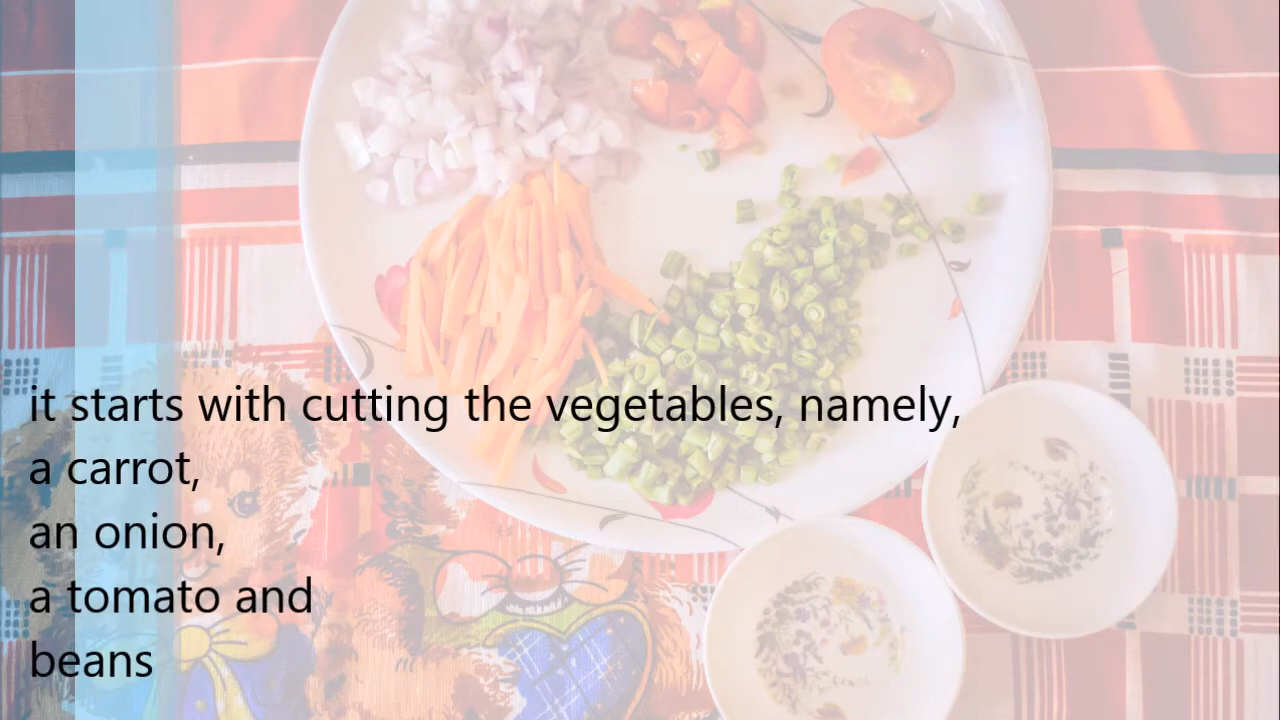 it starts with cutting the vegetables, namely,
a carrot,
an onion,
a tomato and
beans